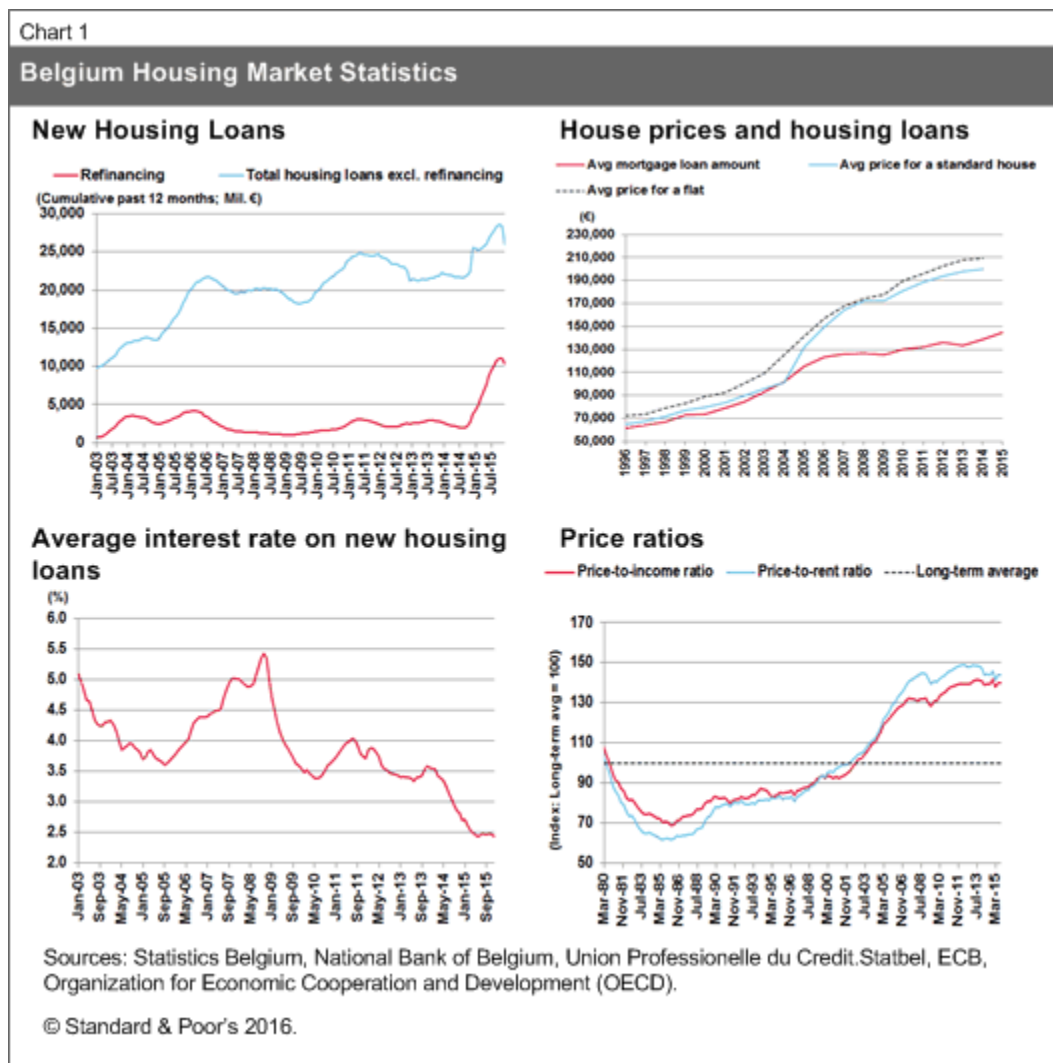 Chart 1
Belgium Housing Market Statistics
New Housing Loans
Refinancing
Total housing loans excl. refinancing
(Cumulative past 12 months; Mil. €)
30,000
25,000
20,000
15,000
10,000
5,000
0
Jan-03
Jul-03
Jan-04
Jul-04
Jan-05
Jul-05
Jan-06
Jul-06
Jan-07
Jul-07
Jan-08
Jul-08
Jan-09
Jul-09
Jan-10
Jul-10
Jan-11
Jul-11
Jan-12
Jul-12
Jan-13
Jul-13
Jan-14
Jul-14
Jan-15
Jul-15
House prices and housing loans
Avg mortgage loan amount
Avg price for a standard house
Avg price for a flat
(€)
230,000
210,000
190,000
170,000
150,000
130,000
110,000
90,000
70,000
50,000
1996
1997
1998
1999
2000
2001
2002
2003
2004
2005
2006
2007
2008
2009
2010
2011
2012
2013
2014
2015
Average interest rate on new housing
loans
(%)
6.0
5.5
5.0
4.5
4.0
3.5
3.0
2.5
2.0
Jan-03
Sep-03
May-04
Jan-05
Sep-05
May-06
Jan-07
Sep-07
May-08
Jan-09
Sep-09
May-10
Jan-11
Sep-11
May-12
Jan-13
Sep-13
May-14
Jan-15
Sep-15
Price ratios
Price-to-income ratio
Price-to-rent ratio
Long-term average
(Index: Long-term avg = 100)
170
150
130
110
90
70
50
Mar-80
Nov-81
Jul-83
Mar-85
Nov-86
Jul-88
Mar-90
Nov-91
Jul-93
Mar-95
Nov-96
Jul-98
Mar-00
Nov-01
Jul-03
Mar-05
Nov-06
Jul-08
Mar-10
Nov-11
Jul-13
Mar-15
Sources: Statistics Belgium, National Bank of Belgium, Union Professionelle du Credit.Statbel, ECB,
Organization for Economic Cooperation and Development (OECD).
© Standard & Poor's 2016.